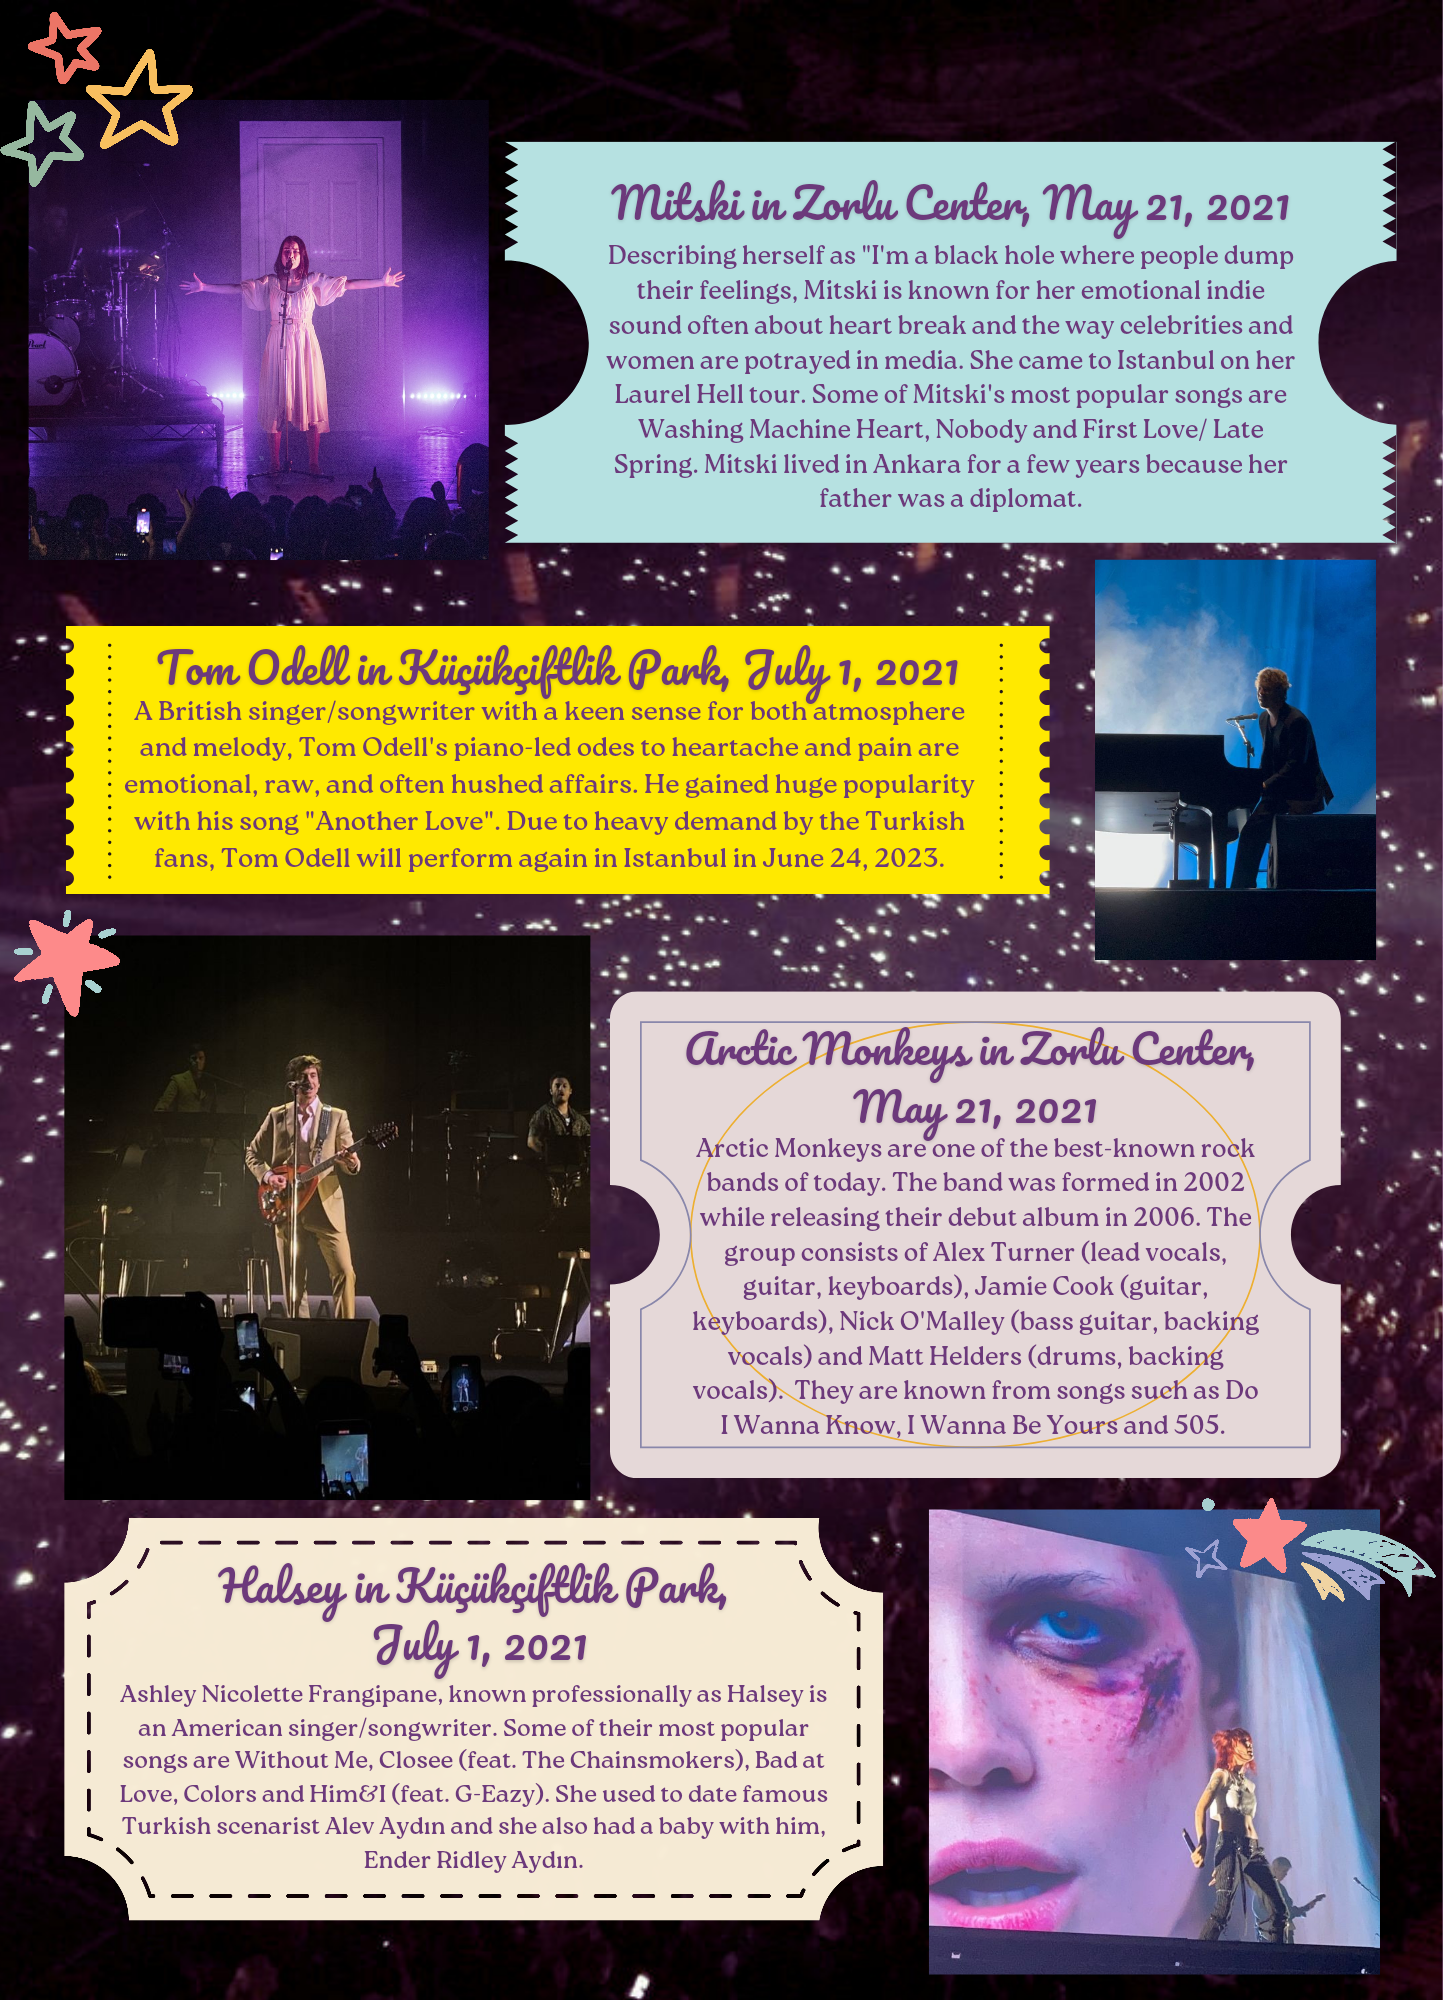 Mitski in Zorlu Center, May 21, 2021
Describing herself as "I'm a black hole where people dump
their feelings, Mitski is known for her emotional indie
sound often about heart break and the way celebrities and
women are potrayed in media. She came to Istanbul on her
Laurel Hell tour. Some of Mitski's most popular songs are
Washing Machine Heart, Nobody and First Love/ Late
Spring. Mitski lived in Ankara for a few years because her
father was a diplomat.
Tom Odell in Küçükçiftlik Park, July 1, 2021
A British singer/songwriter with a keen sense for both atmosphere
and melody, Tom Odell's piano-led odes to heartache and pain are
emotional, raw, and often hushed affairs. He gained huge popularity
with his song "Another Love". Due to heavy demand by the Turkish
fans, Tom Odell will perform again in Istanbul in June 24, 2023.
Arctic Monkeys in Zorlu Center,
May 21, 2021
Arctic Monkeys are one of the best-known rock
bands of today. The band was formed in 2002
while releasing their debut album in 2006. The
group consists of Alex Turner (lead vocals,
guitar, keyboards), Jamie Cook (guitar,
keyboards), Nick O'Malley (bass guitar, backing
vocals) and Matt Helders (drums, backing
vocals). They are known from songs such as Do
I Wanna Know, I Wanna Be Yours and 505.
Halsey in Küçükçiftlik Park,
July 1, 2021
Ashley Nicolette Frangipane, known professionally as Halsey is
an American singer/songwriter. Some of their most popular
songs are Without Me, Closee (feat. The Chainsmokers), Bad at
Love, Colors and Him&I (feat. G-Eazy). She used to date famous
Turkish scenarist Alev Aydın and she also had a baby with him,
Ender Ridley Aydın.